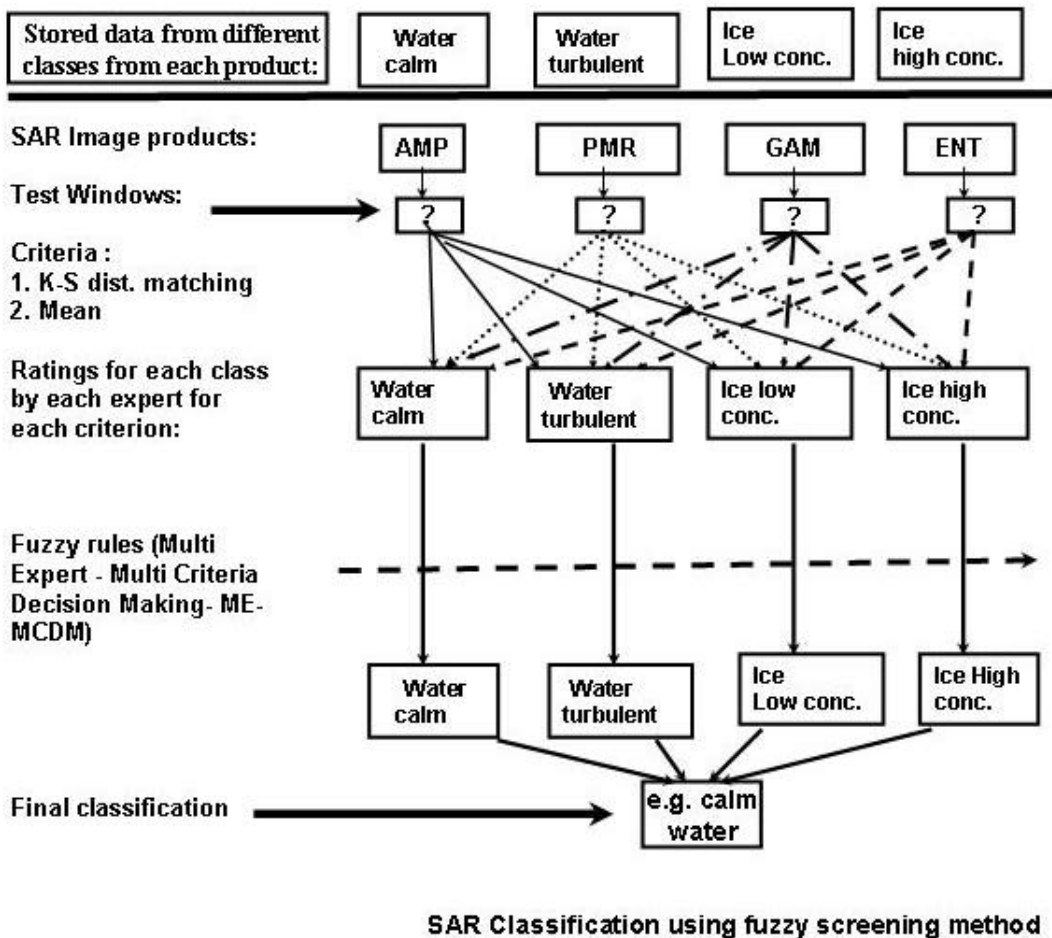 Stored data from different
classes from each product:
Water
calm
Water
turbulent
Ice
Low conc.
Ice
high conc.
SAR Image products:
AMP
PMR
GAM
ENT
Test Windows:
?
?
?
?
Criteria :
1. K-S dist. matching
2. Mean
Ratings for each class
by each expert for
each criterion:
Water
calm
Water
turbulent
Ice low
conc.
Ice high
conc.
Fuzzy rules (Multi
Expert - Multi Criteria
Decision Making- ME-
MCDM)
Water
calm
Water
turbulent
Ice
Low conc.
Ice High
conc.
Final classification
e.g. calm
water
SAR Classification using fuzzy screening method